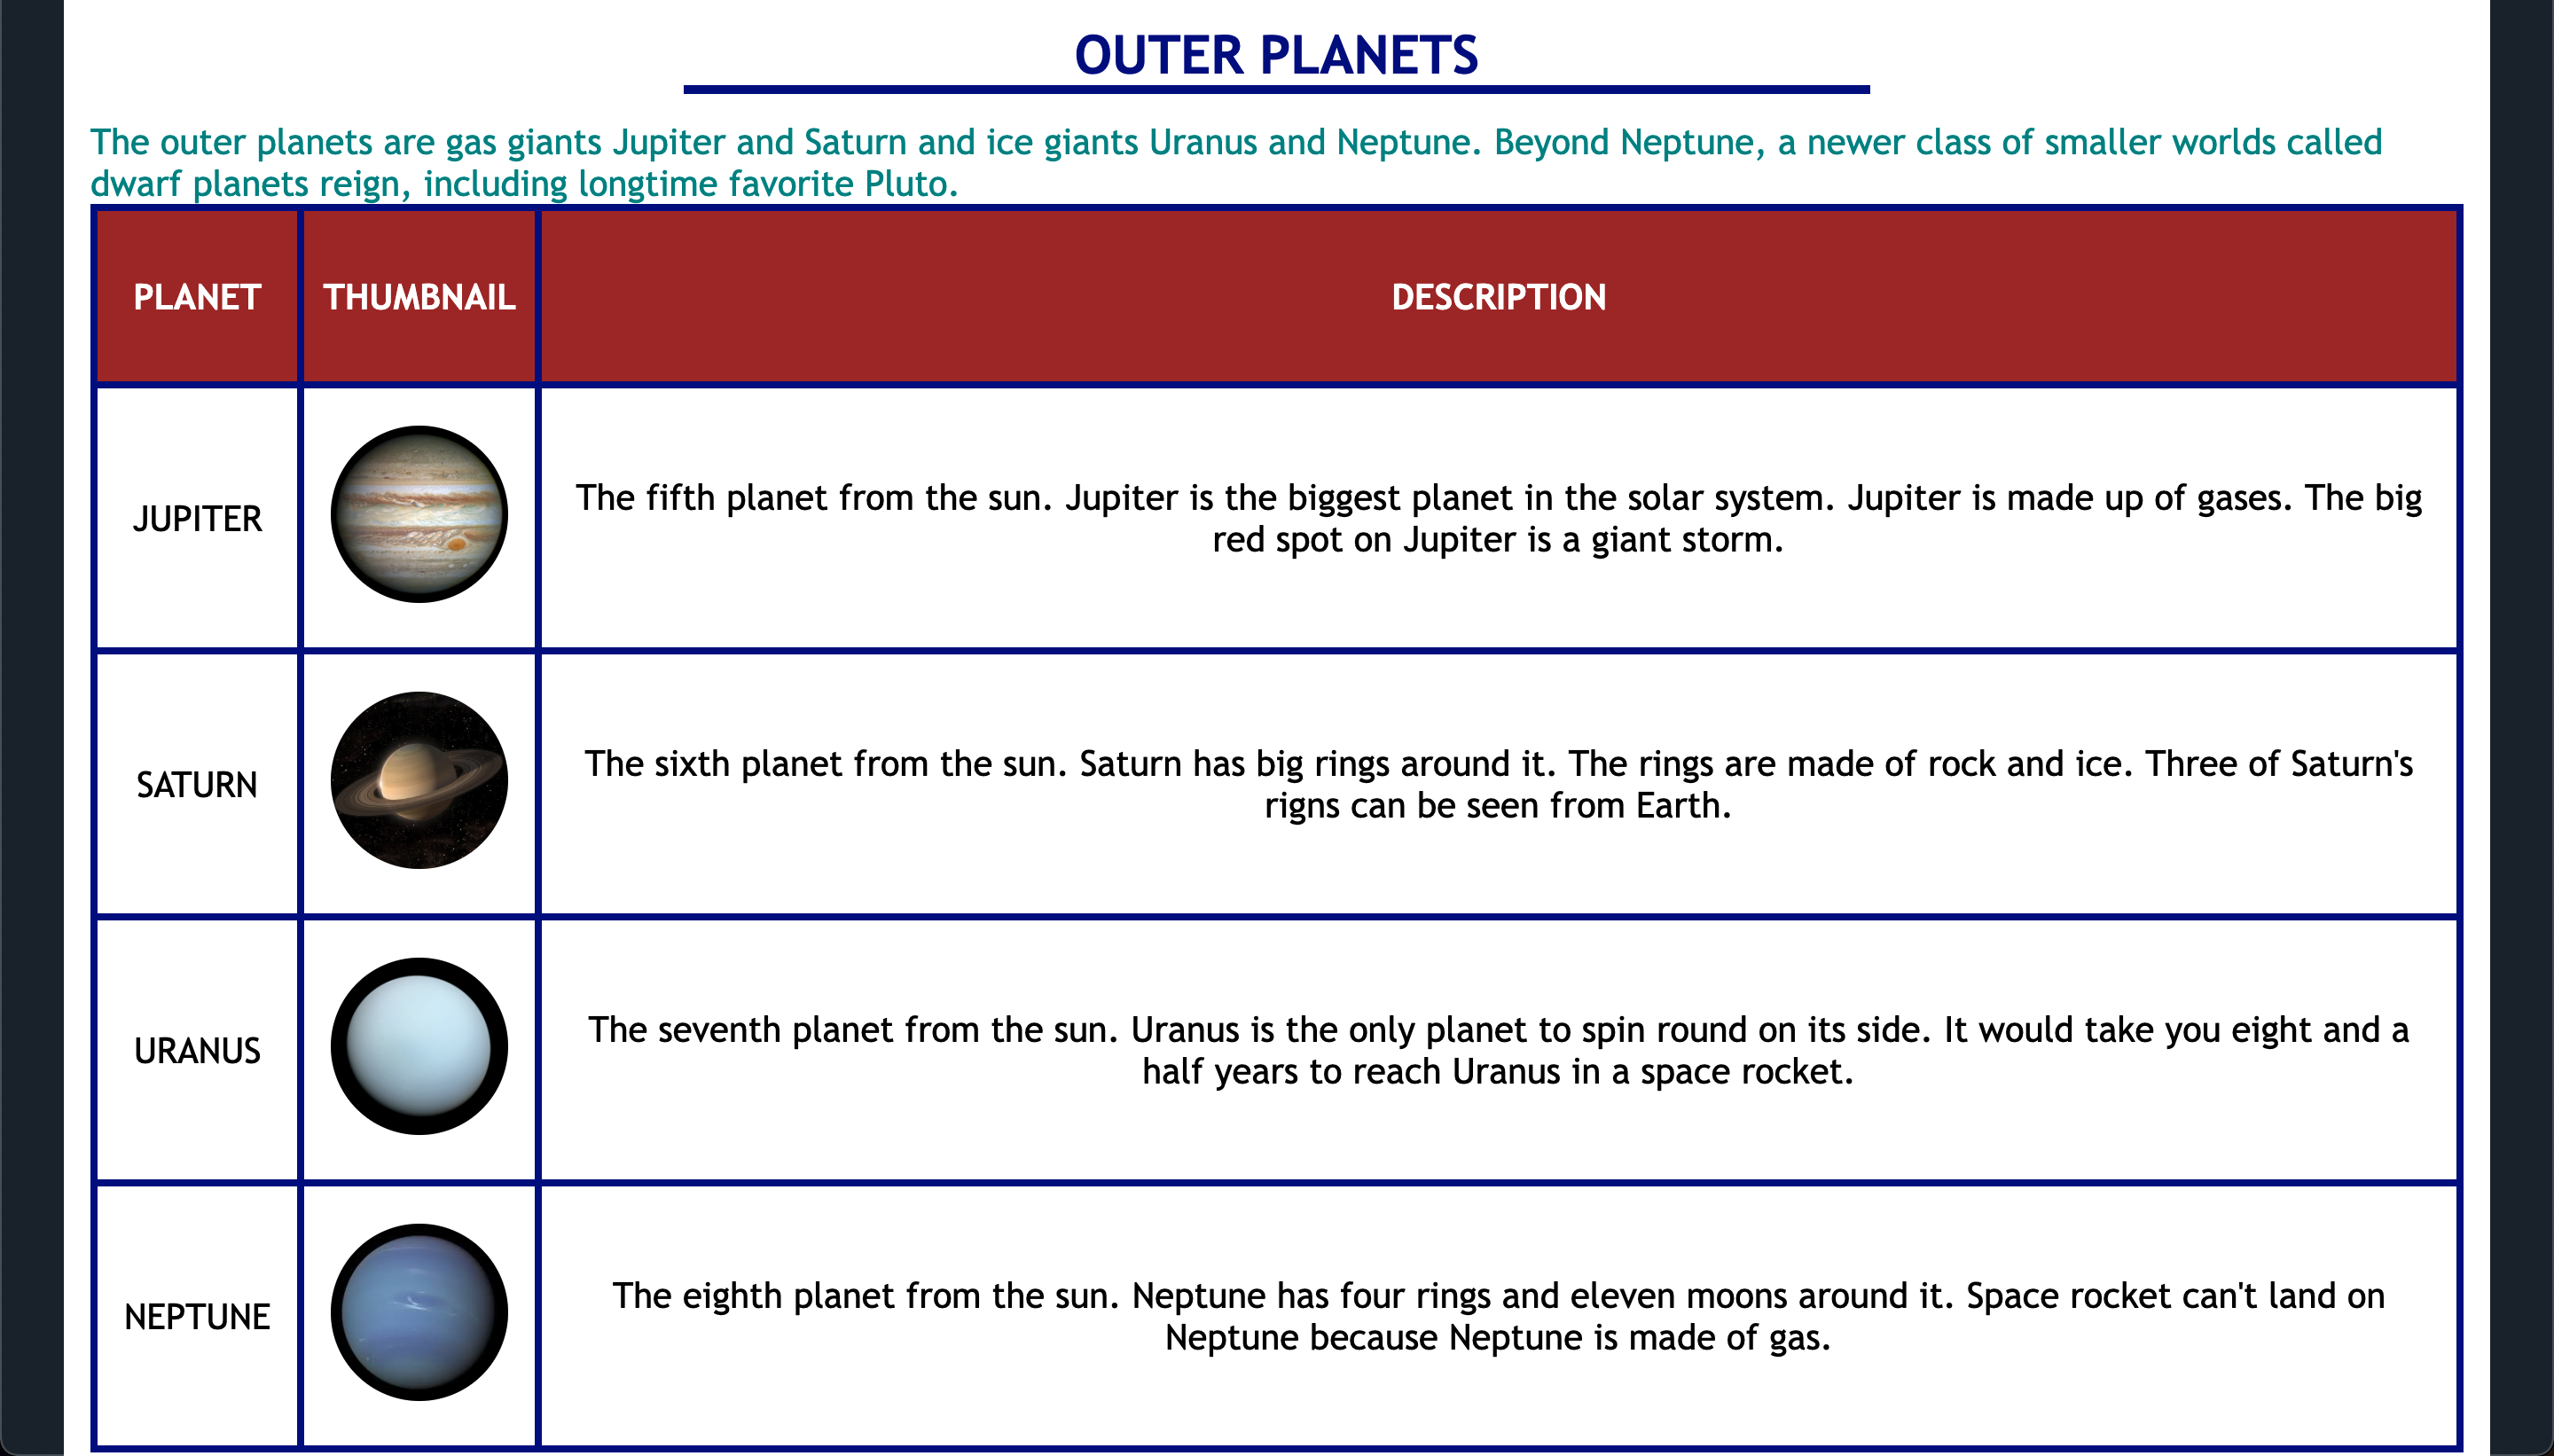 OUTER PLANETS
The outer planets are gas giants Jupiter and Saturn and ice giants Uranus and Neptune. Beyond Neptune, a newer class of smaller worlds called
dwarf planets reign, including longtime favorite Pluto.
PLANET THUMBNAIL DESCRIPTION
JUPITER
The fifth planet from the sun. Jupiter is the biggest planet in the solar system. Jupiter is made up of gases. The big
red spot on Jupiter is a giant storm.
SATURN
The sixth planet from the sun. Saturn has big rings around it. The rings are made of rock and ice. Three of Saturn's
rigns can be seen from Earth.
URANUS
The seventh planet from the sun. Uranus is the only planet to spin round on its side. It would take you eight and a
half years to reach Uranus in a space rocket.
NEPTUNE
The eighth planet from the sun. Neptune has four rings and eleven moons around it. Space rocket can't land on
Neptune because Neptune is made of gas.